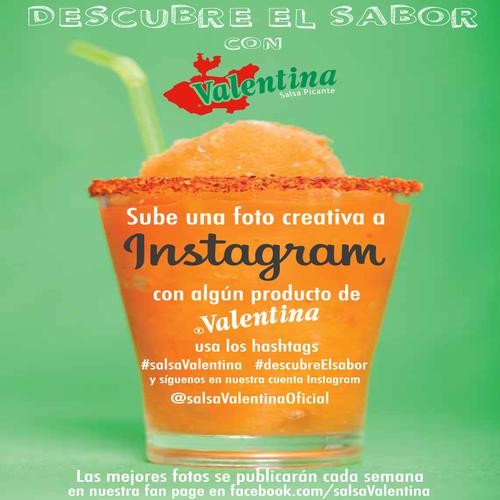 DESCUBRE EL SABOR
CON
Valentina
Salsa Picante
Sube una foto creativa a
Instagram
con algún producto de
®Valentina
usa los hashtags
#salsaValentina #descubreElsabor
y síguenos en nuestra cuenta Instagram
@salsaValentinaOficial
Las mejores fotos se publicarán cada semana
en nuestra fan page en facebook.com/salsaValentina